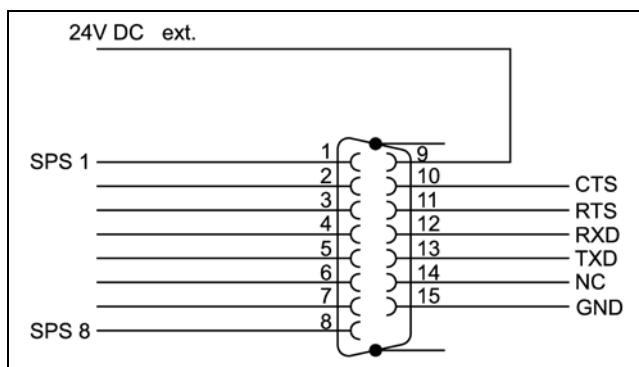 24V DC ext.
SPS 1
1
2
3
4
5
6
7
8
SPS 8
9
10
11
12
13
14
15
CTS
RTS
RXD
TXD
NC
GND